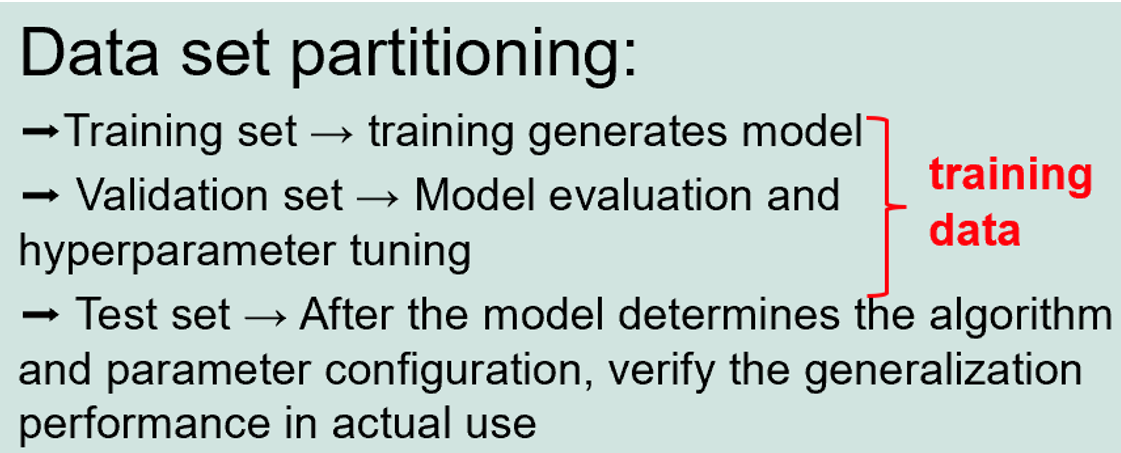 Data set partitioning:
→Training set → training generates model
→ Validation set → Model evaluation and
hyperparameter tuning
→ Test set → After the model determines the algorithm
and parameter configuration, verify the generalization
performance in actual use
training
data